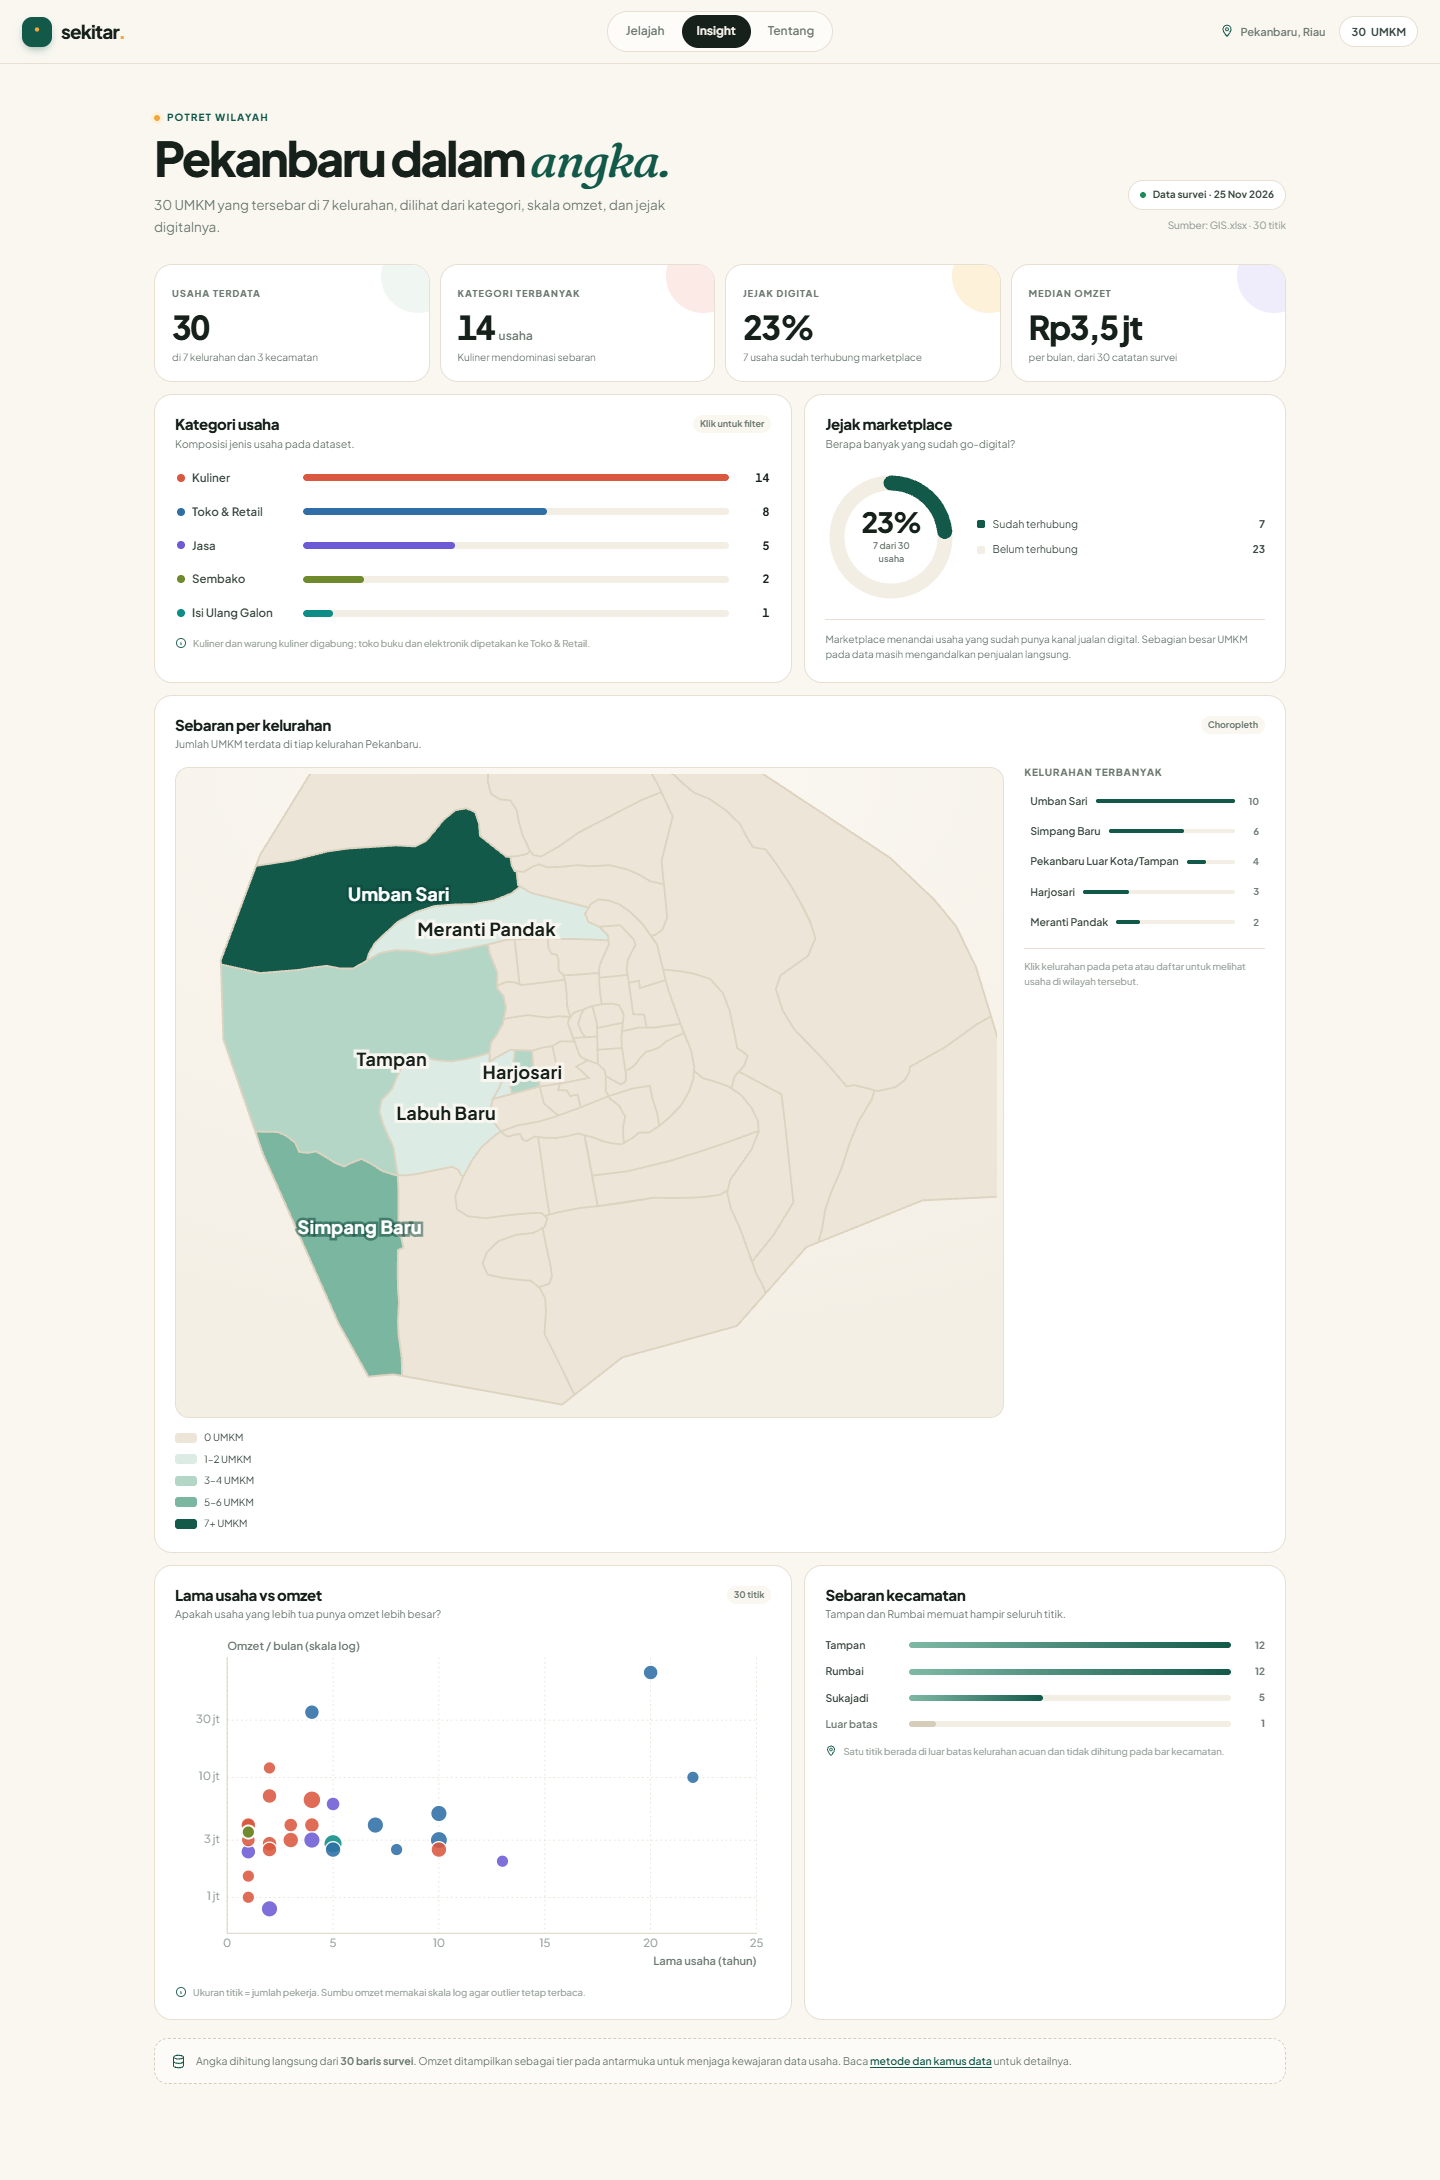 sekitar.
Jelajah
Insight
Tentang
Pekanbaru, Riau
30 UMKM
POTRET WILAYAH
Pekanbaru dalam angka.
30 UMKM yang tersebar di 7 kelurahan, dilihat dari kategori, skala omzet, dan jejak
digitalnya.
Data survei · 25 Nov 2026
Sumber: GIS.xlsx · 30 titik
USAHA TERDATA
30
di 7 kelurahan dan 3 kecamatan
KATEGORI TERBANYAK
14 usaha
Kuliner mendominasi sebaran
JEJAK DIGITAL
23%
7 usaha sudah terhubung marketplace
MEDIAN OMZET
Rp3,5 jt
per bulan, dari 30 catatan survei
Kategori usaha
Klik untuk filter
Komposisi jenis usaha pada dataset.
Kuliner 14
Toko & Retail 8
Jasa 5
Sembako 2
Isi Ulang Galon 1
Kuliner dan warung kuliner digabung; toko buku dan elektronik dipetakan ke Toko & Retail.
Jejak marketplace
Berapa banyak yang sudah go-digital?
23%
7 dari 30
usaha
Sudah terhubung 7
Belum terhubung 23
Marketplace menandai usaha yang sudah punya kanal jualan digital. Sebagian besar UMKM
pada data masih mengandalkan penjualan langsung.
Sebaran per kelurahan
Choropleth
Jumlah UMKM terdata di tiap kelurahan Pekanbaru.
Umban Sari
Meranti Pandak
Tampan
Harjosari
Labuh Baru
Simpang Baru
KELURAHAN TERBANYAK
Umban Sari 10
Simpang Baru 6
Pekanbaru Luar Kota/Tampan 4
Harjosari 3
Meranti Pandak 2
Klik kelurahan pada peta atau daftar untuk melihat
usaha di wilayah tersebut.
0 UMKM
1–2 UMKM
3–4 UMKM
5–6 UMKM
7+ UMKM
Lama usaha vs omzet
30 titik
Apakah usaha yang lebih tua punya omzet lebih besar?
Omzet / bulan (skala log)
30 jt
10 jt
3 jt
1 jt
0 5 10 15 20 25
Lama usaha (tahun)
Ukuran titik = jumlah pekerja. Sumbu omzet memakai skala log agar outlier tetap terbaca.
Sebaran kecamatan
Tampan dan Rumbai memuat hampir seluruh titik.
Tampan 12
Rumbai 12
Sukajadi 5
Luar batas 1
Satu titik berada di luar batas kelurahan acuan dan tidak dihitung pada bar kecamatan.
Angka dihitung langsung dari 30 baris survei. Omzet ditampilkan sebagai tier pada antarmuka untuk menjaga kewajaran data usaha. Baca metode dan kamus data untuk detailnya.